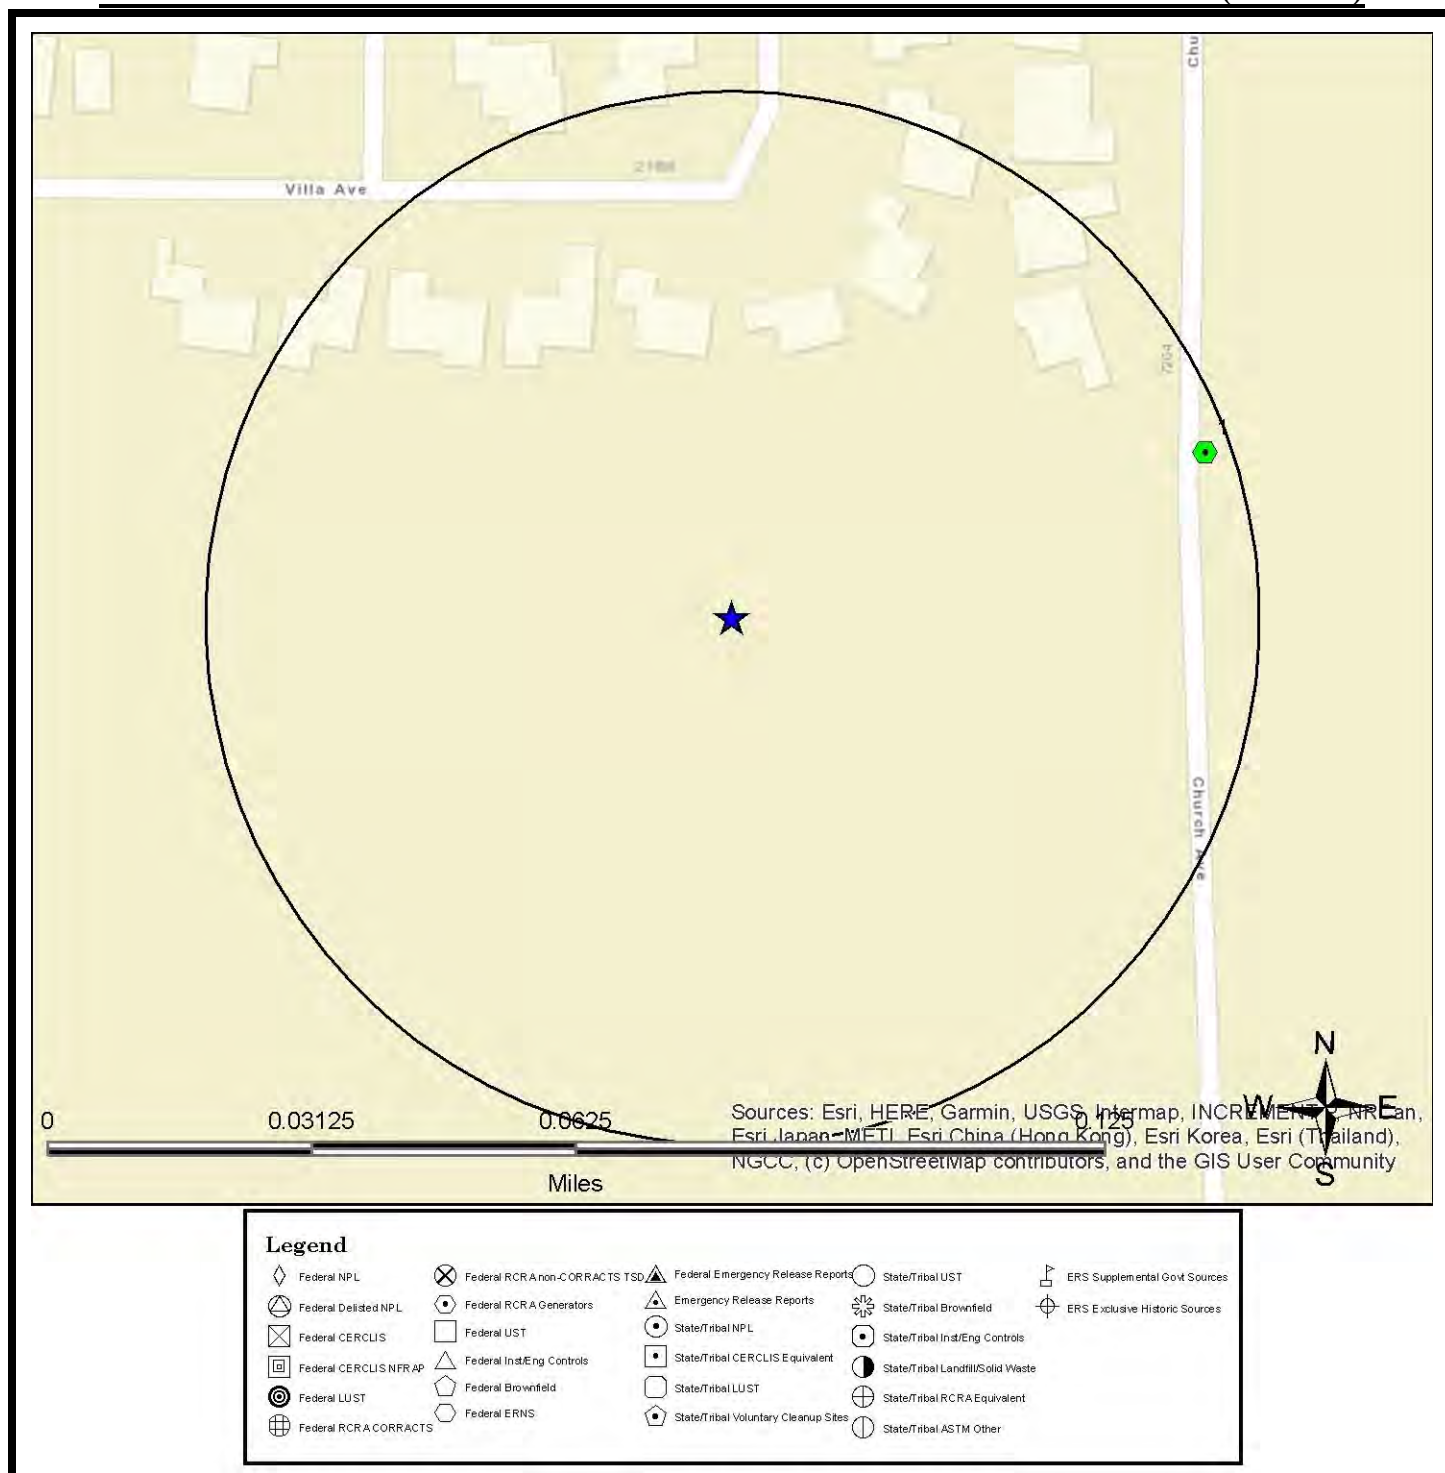 Chu
2188
Villa Ave
7264
1
Church Ave
N
W E
S
0 0.03125 0.0625 0.125
Miles
Sources: Esri, HERE, Garmin, USGS, Intermap, INCREMENT P, NRCan,
Esri Japan, METI, Esri China (Hong Kong), Esri Korea, Esri (Thailand),
NGCC, (c) OpenStreetMap contributors, and the GIS User Community
Legend
Federal NPL
Federal Delisted NPL
Federal CERCLIS
Federal CERCLIS NFRAP
Federal LUST
Federal RCRA CORRACTS
Federal RCRA non-CORRACTS TSD
Federal RCRA Generators
Federal UST
Federal Inst/Eng Controls
Federal Brownfield
Federal ERNS
Federal Emergency Release Reports
Emergency Release Reports
State/Tribal NPL
State/Tribal CERCLIS Equivalent
State/Tribal LUST
State/Tribal Voluntary Cleanup Sites
State/Tribal UST
State/Tribal Brownfield
State/Tribal Inst/Eng Controls
State/Tribal Landfill/Solid Waste
State/Tribal RCRA Equivalent
State/Tribal ASTM Other
ERS Supplemental Govt Sources
ERS Exclusive Historic Sources